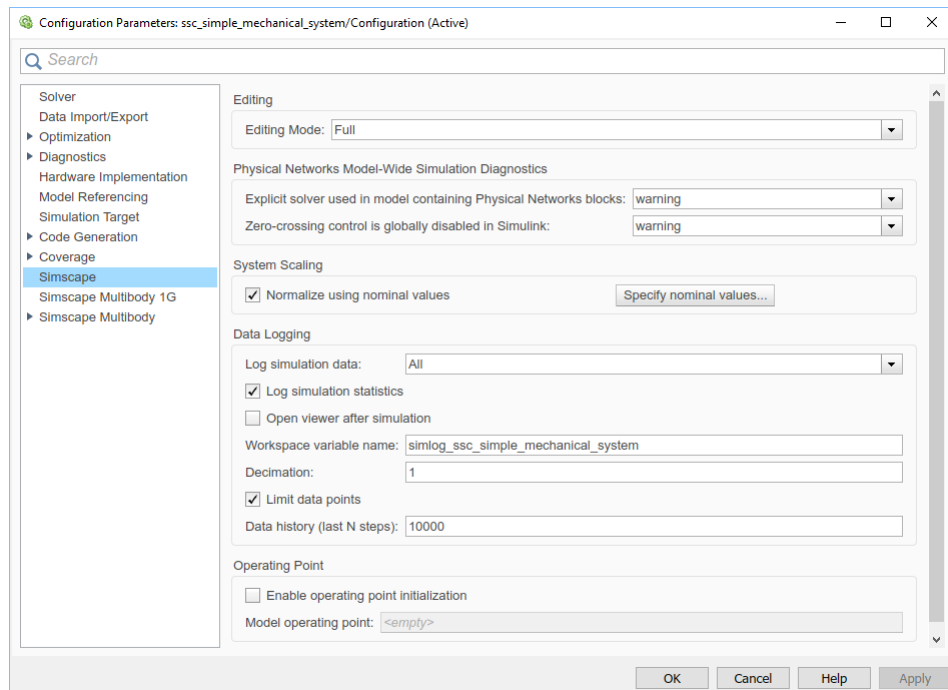 Configuration Parameters: ssc_simple_mechanical_system/Configuration (Active)
Search
Solver
Data Import/Export
Optimization
Diagnostics
Hardware Implementation
Model Referencing
Simulation Target
Code Generation
Coverage
Simscape
Simscape Multibody 1G
Simscape Multibody
Editing
Editing Mode: Full
Physical Networks Model-Wide Simulation Diagnostics
Explicit solver used in model containing Physical Networks blocks: warning
Zero-crossing control is globally disabled in Simulink: warning
System Scaling
Normalize using nominal values Specify nominal values...
Data Logging
Log simulation data: All
Log simulation statistics
Open viewer after simulation
Workspace variable name: simlog_ssc_simple_mechanical_system
Decimation: 1
Limit data points
Data history (last N steps): 10000
Operating Point
Enable operating point initialization
Model operating point: <empty>
OK Cancel Help Apply